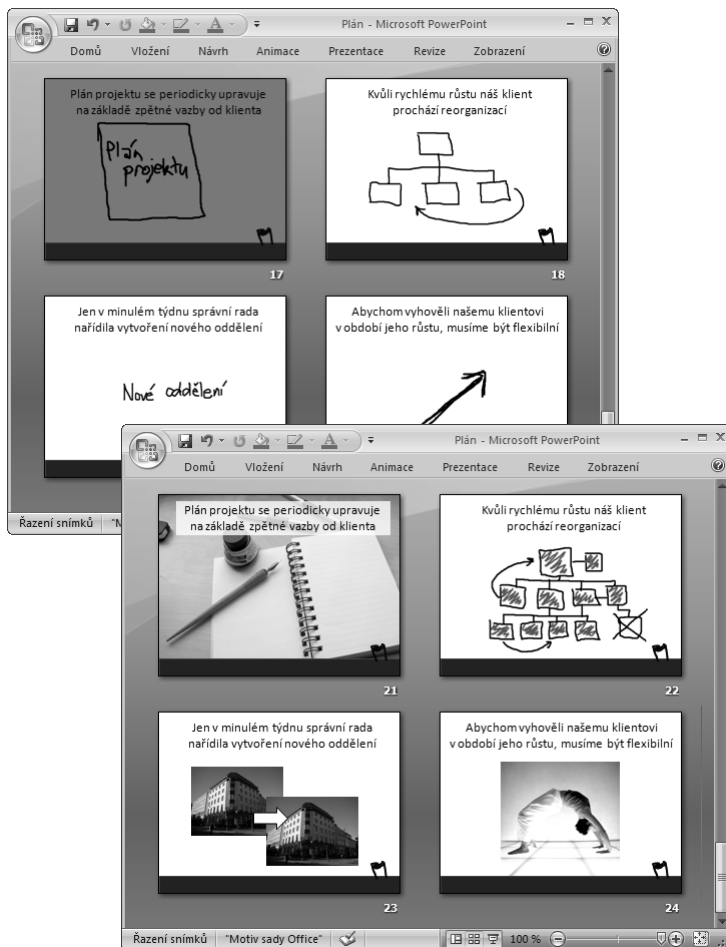 Plán - Microsoft PowerPoint
Domů Vložení Návrh Animace Prezentace Revize Zobrazení
Plán projektu se periodicky upravuje
na základě zpětné vazby od klienta
Plán
projektu
17
Kvůli rychlému růstu náš klient
prochází reorganizací
18
Jen v minulém týdnu správní rada
nařídila vytvoření nového oddělení
Nové oddělení
Abychom vyhověli našemu klientovi
v období jeho růstu, musíme být flexibilní
Řazení snímků "M
Plán - Microsoft PowerPoint
Domů Vložení Návrh Animace Prezentace Revize Zobrazení
Plán projektu se periodicky upravuje
na základě zpětné vazby od klienta
21
Kvůli rychlému růstu náš klient
prochází reorganizací
22
Jen v minulém týdnu správní rada
nařídila vytvoření nového oddělení
23
Abychom vyhověli našemu klientovi
v období jeho růstu, musíme být flexibilní
24
Řazení snímků "Motiv sady Office" 100 %